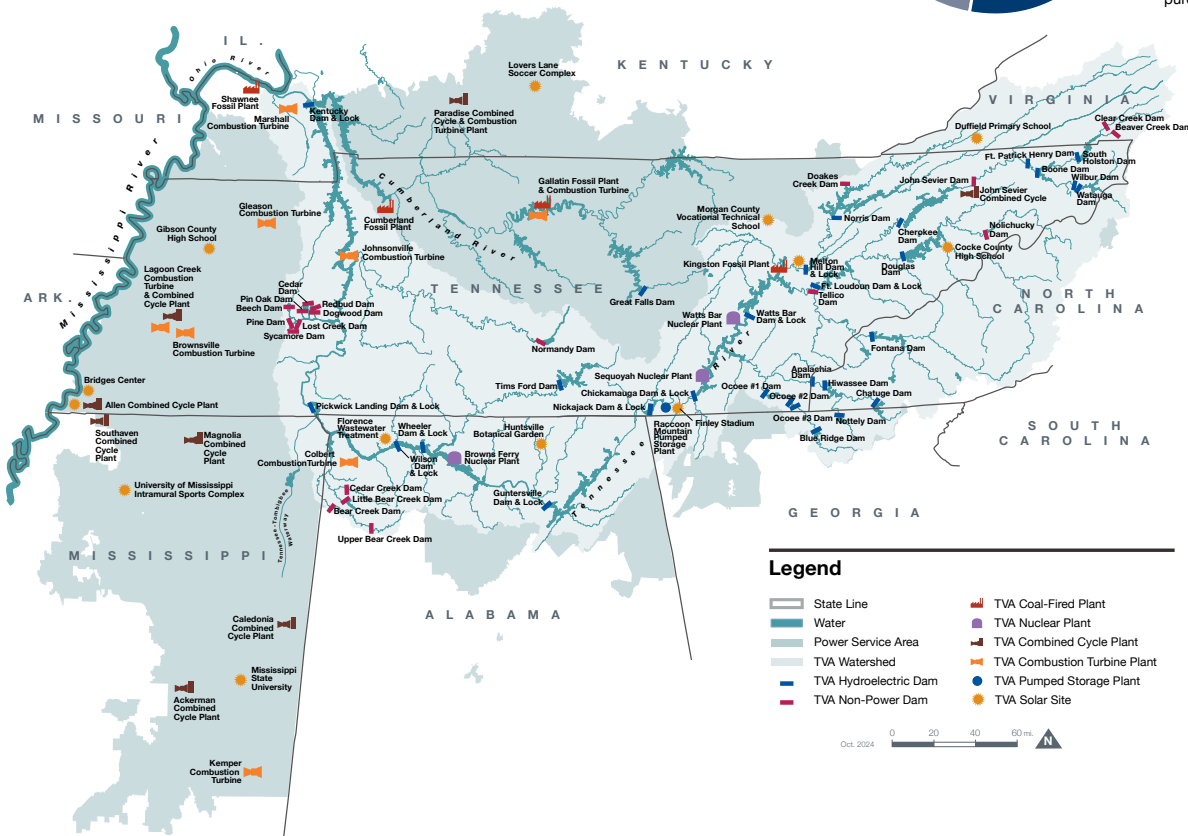 I L .
Ohio River
K E N T U C K Y
Lovers Lane
Soccer Complex
Shawnee
Fossil Plant
Marshall
Combustion Turbine
Kentucky
Dam & Lock
Paradise Combined
Cycle & Combustion
Turbine Plant
M I S S O U R I
V I R G I N I A
Duffield Primary School
Clear Creek Dam
Beaver Creek Dam
Ft. Patrick Henry Dam
South
Holston Dam
Boone Dam
Wilbur Dam
Watauga
Dam
Doakes
Creek Dam
John Sevier Dam
John Sevier
Combined Cycle
Mississippi River
Cumberland River
Gallatin Fossil Plant
& Combustion Turbine
Cumberland
Fossil Plant
Gleason
Combustion Turbine
Gibson County
High School
Johnsonville
Combustion Turbine
Morgan County
Vocational Technical
School
Norris Dam
Cherpkee
Dam
Nolichucky
Dam
Cocke County
High School
Douglas
Dam
Kingston Fossil Plant
Melton
Hill Dam
& Lock
Ft. Loudoun Dam & Lock
Tellico
Dam
Lagoon Creek
Combustion
Turbine
& Combined
Cycle Plant
Brownsville
Combustion Turbine
A R K .
Mississippi River
T E N N E S S E E
N O R T H
C A R O L I N A
Cedar
Dam
Pin Oak Dam
Redbud Dam
Beech Dam
Dogwood Dam
Pine Dam
Lost Creek Dam
Sycamore Dam
Great Falls Dam
Watts Bar
Nuclear Plant
Watts Bar
Dam & Lock
River
Normandy Dam
Fontana Dam
Tims Ford Dam
Sequoyah Nuclear Plant
Chickamauga Dam & Lock
Nickajack Dam & Lock
Ocoee #1 Dam
Apalachia
Dam
Hiwassee Dam
Ocoee #2 Dam
Chatuge Dam
Ocoee #3 Dam
Nottely Dam
Blue Ridge Dam
Raccoon
Mountain
Pumped
Storage
Plant
Finley Stadium
Bridges Center
Allen Combined Cycle Plant
Southaven
Combined
Cycle
Plant
Magnolia
Combined
Cycle
Plant
Pickwick Landing Dam & Lock
Florence
Wastewater
Treatment
Wheeler
Dam & Lock
Huntsville
Botanical Garden
Colbert
CombustionTurbine
Wilson
Dam
& Lock
Browns Ferry
Nuclear Plant
Tennessee
S O U T H
C A R O L I N A
University of Mississippi
Intramural Sports Complex
Cedar Creek Dam
Little Bear Creek Dam
Bear Creek Dam
Upper Bear Creek Dam
Guntersville
Dam & Lock
Tennessee-Tombigbee
Waterway
G E O R G I A
M I S S I S S I P P I
A L A B A M A
Caledonia
Combined
Cycle Plant
Mississippi
State
University
Ackerman
Combined
Cycle Plant
Kemper
Combustion
Turbine
Legend
State Line
Water
Power Service Area
TVA Watershed
TVA Hydroelectric Dam
TVA Non-Power Dam
TVA Coal-Fired Plant
TVA Nuclear Plant
TVA Combined Cycle Plant
TVA Combustion Turbine Plant
TVA Pumped Storage Plant
TVA Solar Site
Oct. 2024
0 20 40 60 mi.
N